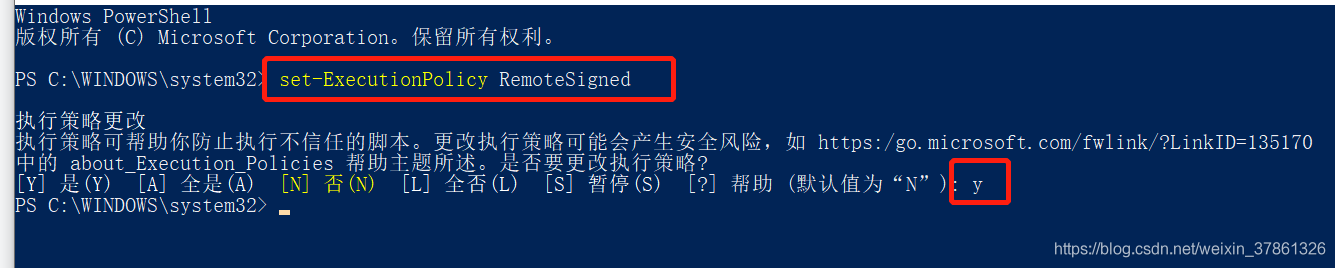 Windows PowerShell
版权所有 (C) Microsoft Corporation。保留所有权利。
PS C:\WINDOWS\system32> set-ExecutionPolicy RemoteSigned
执行策略更改
执行策略可帮助你防止执行不信任的脚本。更改执行策略可能会产生安全风险，如 https:/go.microsoft.com/fwlink/?LinkID=135170
中的 about_Execution_Policies 帮助主题所述。是否要更改执行策略?
[Y] 是(Y) [A] 全是(A) [N] 否(N) [L] 全否(L) [S] 暂停(S) [?] 帮助 (默认值为“N”): y
PS C:\WINDOWS\system32>
https://blog.csdn.net/weixin_37861326